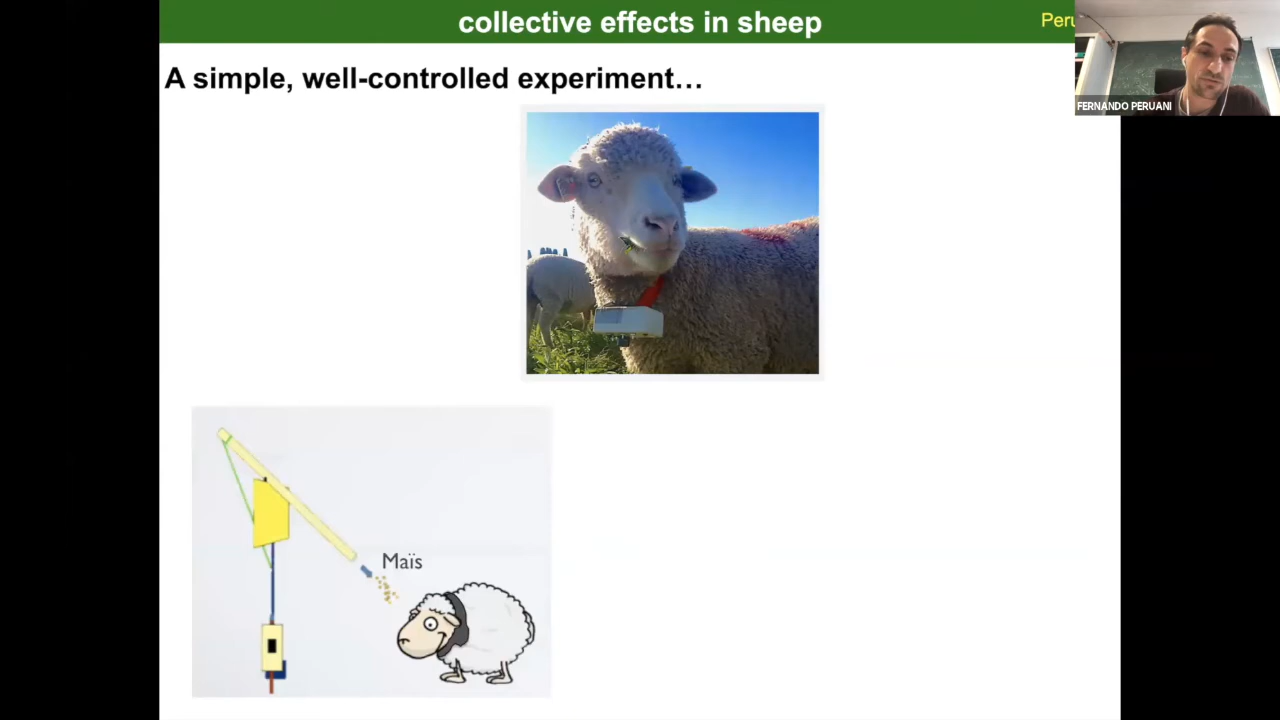 collective effects in sheep
Peru
FERNANDO PERUANI
A simple, well-controlled experiment…
Maïs